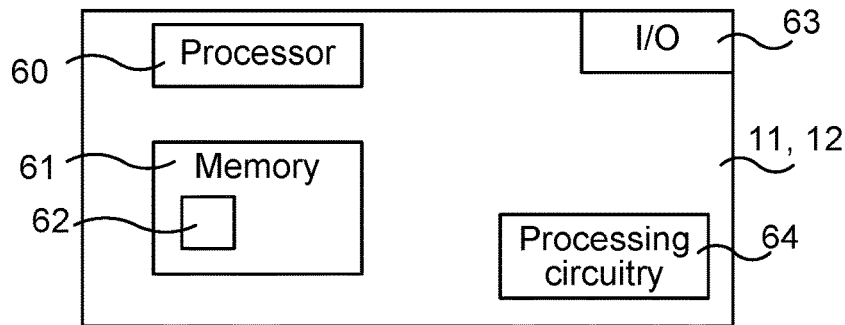 Processor
I/O
63
60
61
Memory
11, 12
62
Processing
circuitry
64